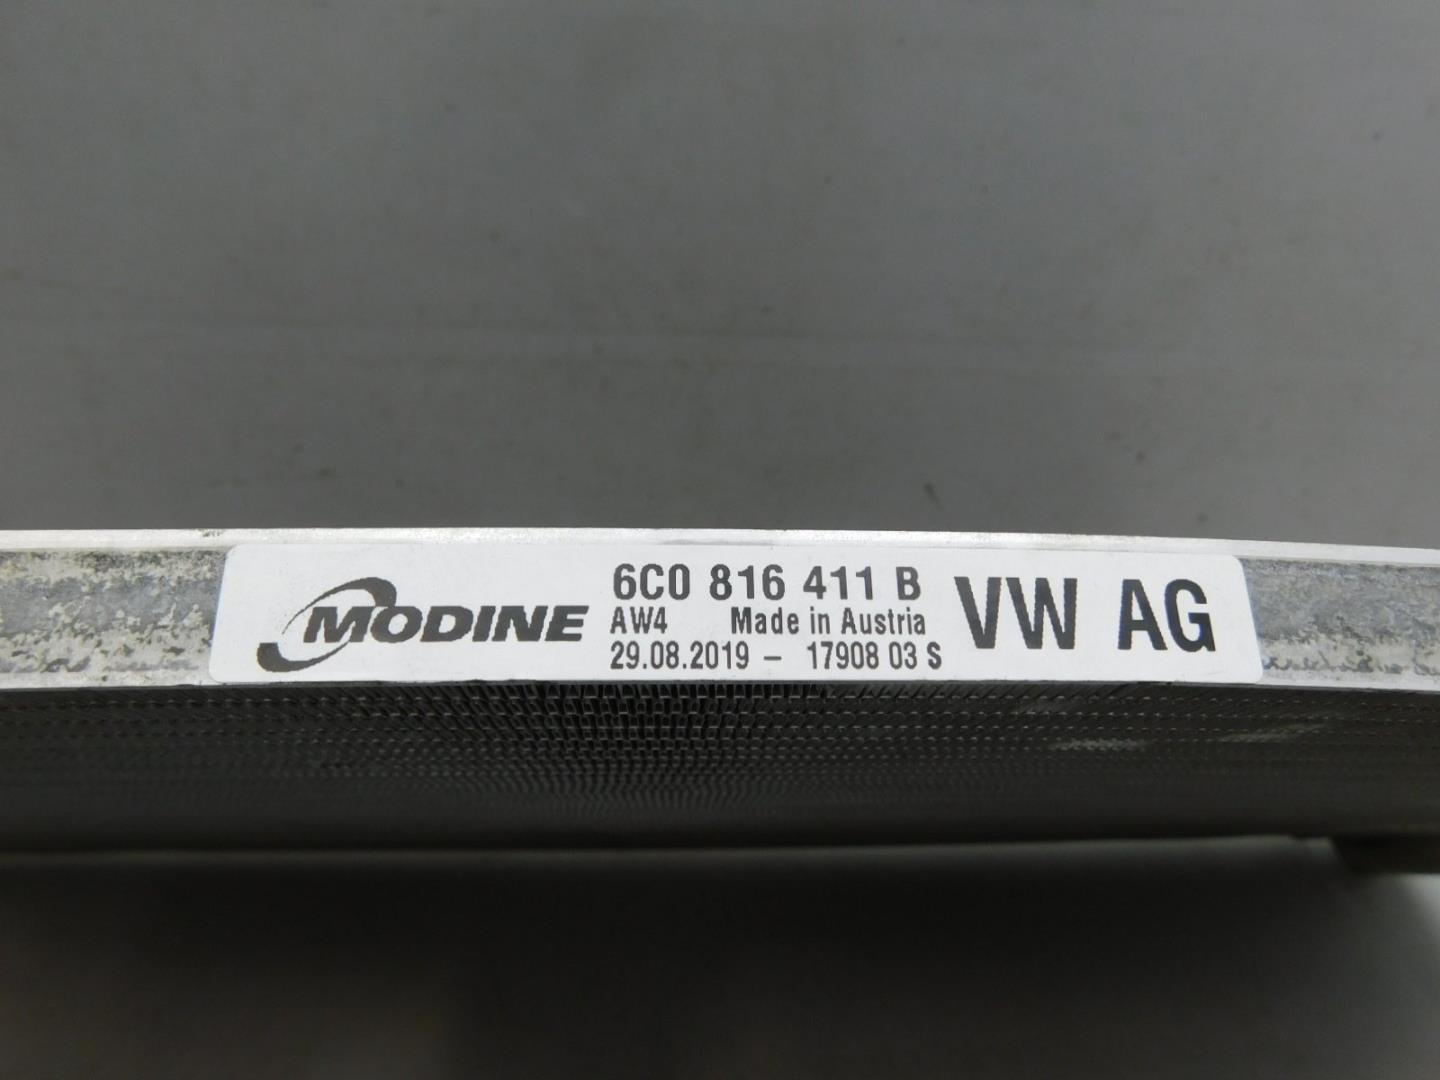 MODINE
6C0 816 411 B
AW4 Made in Austria
29.08.2019 – 17908 03 S
VW AG